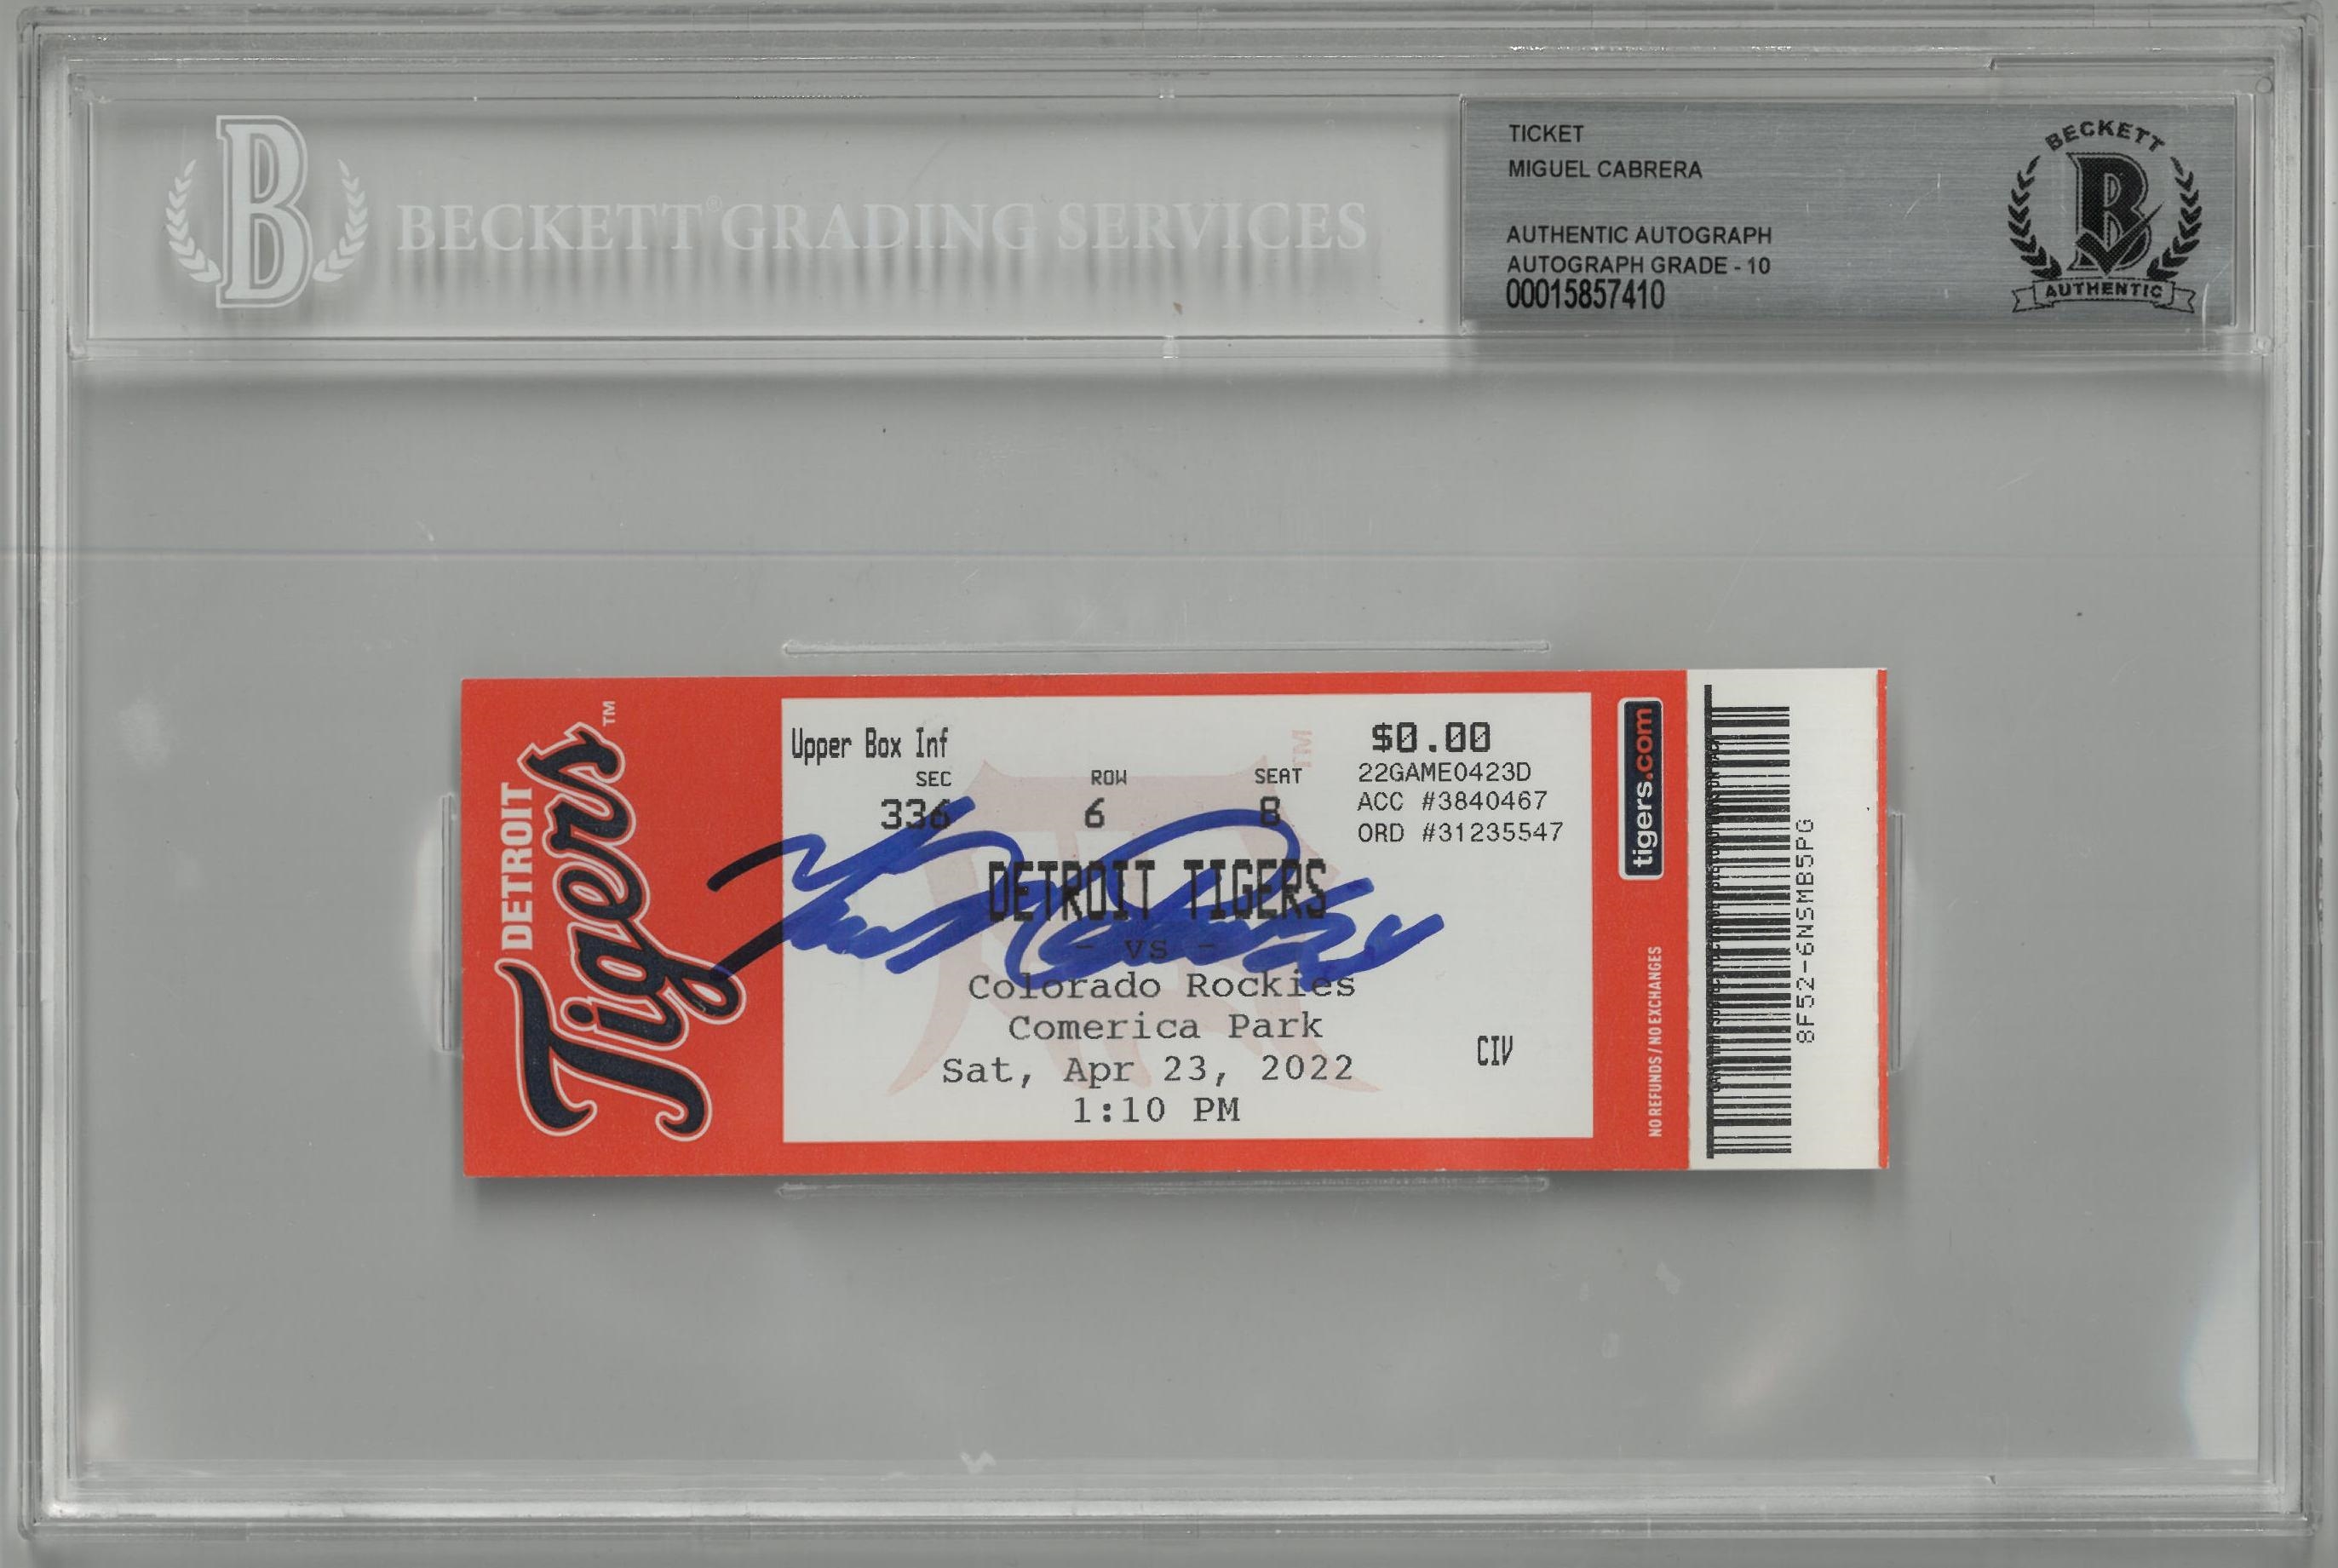 BECKETT® GRADING SERVICES
TICKET
MIGUEL CABRERA
AUTHENTIC AUTOGRAPH
AUTOGRAPH GRADE - 10
00015857410
BECKETT
B
AUTHENTIC
B
DETROIT
Tigers™
Upper Box Inf
SEC ROW SEAT
336 6 8
$0.00
22GAME0423D
ACC #3840467
ORD #31235547
DETROIT TIGERS
- vs -
Colorado Rockies
Comerica Park
Sat, Apr 23, 2022
1:10 PM
CIV
TM
tigers.com
NO REFUNDS / NO EXCHANGES
8F52-6NSMB5PG